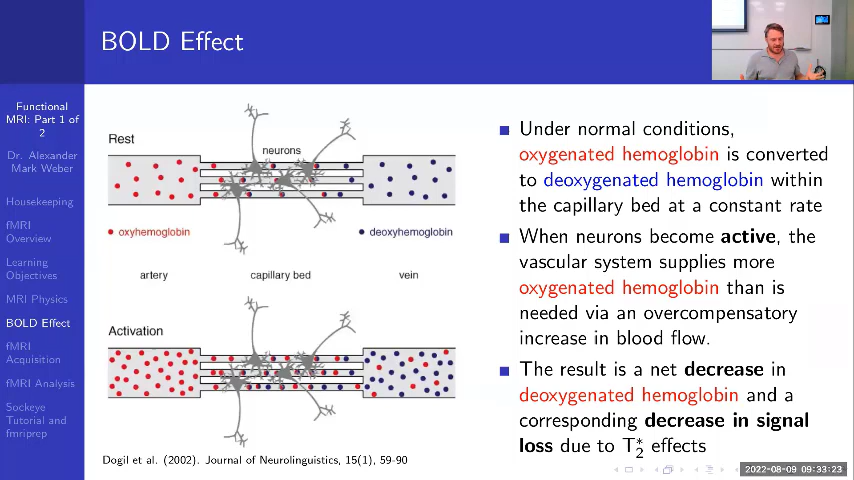 BOLD Effect
Functional
MRI: Part 1 of
2
Dr. Alexander
Mark Weber
Housekeeping
fMRI
Overview
Learning
Objectives
MRI Physics
BOLD Effect
fMRI
Acquisition
fMRI Analysis
Sockeye
Tutorial and
fmriprep
Rest
neurons
oxyhemoglobin
deoxyhemoglobin
artery
capillary bed
vein
Activation
Dogil et al. (2002). Journal of Neurolinguistics, 15(1), 59-90
Under normal conditions,
oxygenated hemoglobin is converted
to deoxygenated hemoglobin within
the capillary bed at a constant rate
When neurons become active, the
vascular system supplies more
oxygenated hemoglobin than is
needed via an overcompensatory
increase in blood flow.
The result is a net decrease in
deoxygenated hemoglobin and a
corresponding decrease in signal
loss due to T₂* effects
2022-08-09 09:33:23